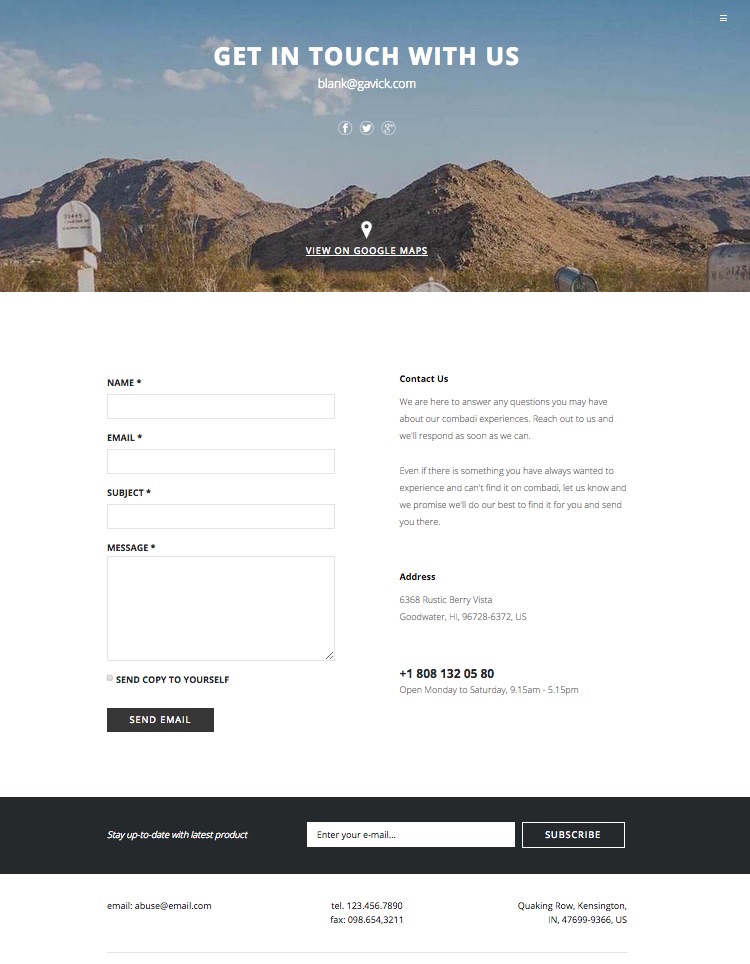 GET IN TOUCH WITH US
blank@gavick.com
VIEW ON GOOGLE MAPS
NAME *
EMAIL *
SUBJECT *
MESSAGE *
SEND COPY TO YOURSELF
SEND EMAIL
Contact Us
We are here to answer any questions you may have
about our combadi experiences. Reach out to us and
we'll respond as soon as we can.
Even if there is something you have always wanted to
experience and can't find it on combadi, let us know and
we promise we'll do our best to find it for you and send
you there.
Address
6368 Rustic Berry Vista
Goodwater, HI, 96728-6372, US
+1 808 132 05 80
Open Monday to Saturday, 9.15am - 5.15pm
Stay up-to-date with latest product
Enter your e-mail...
SUBSCRIBE
email: abuse@email.com
tel. 123.456.7890
fax: 098.654,3211
Quaking Row, Kensington,
IN, 47699-9366, US